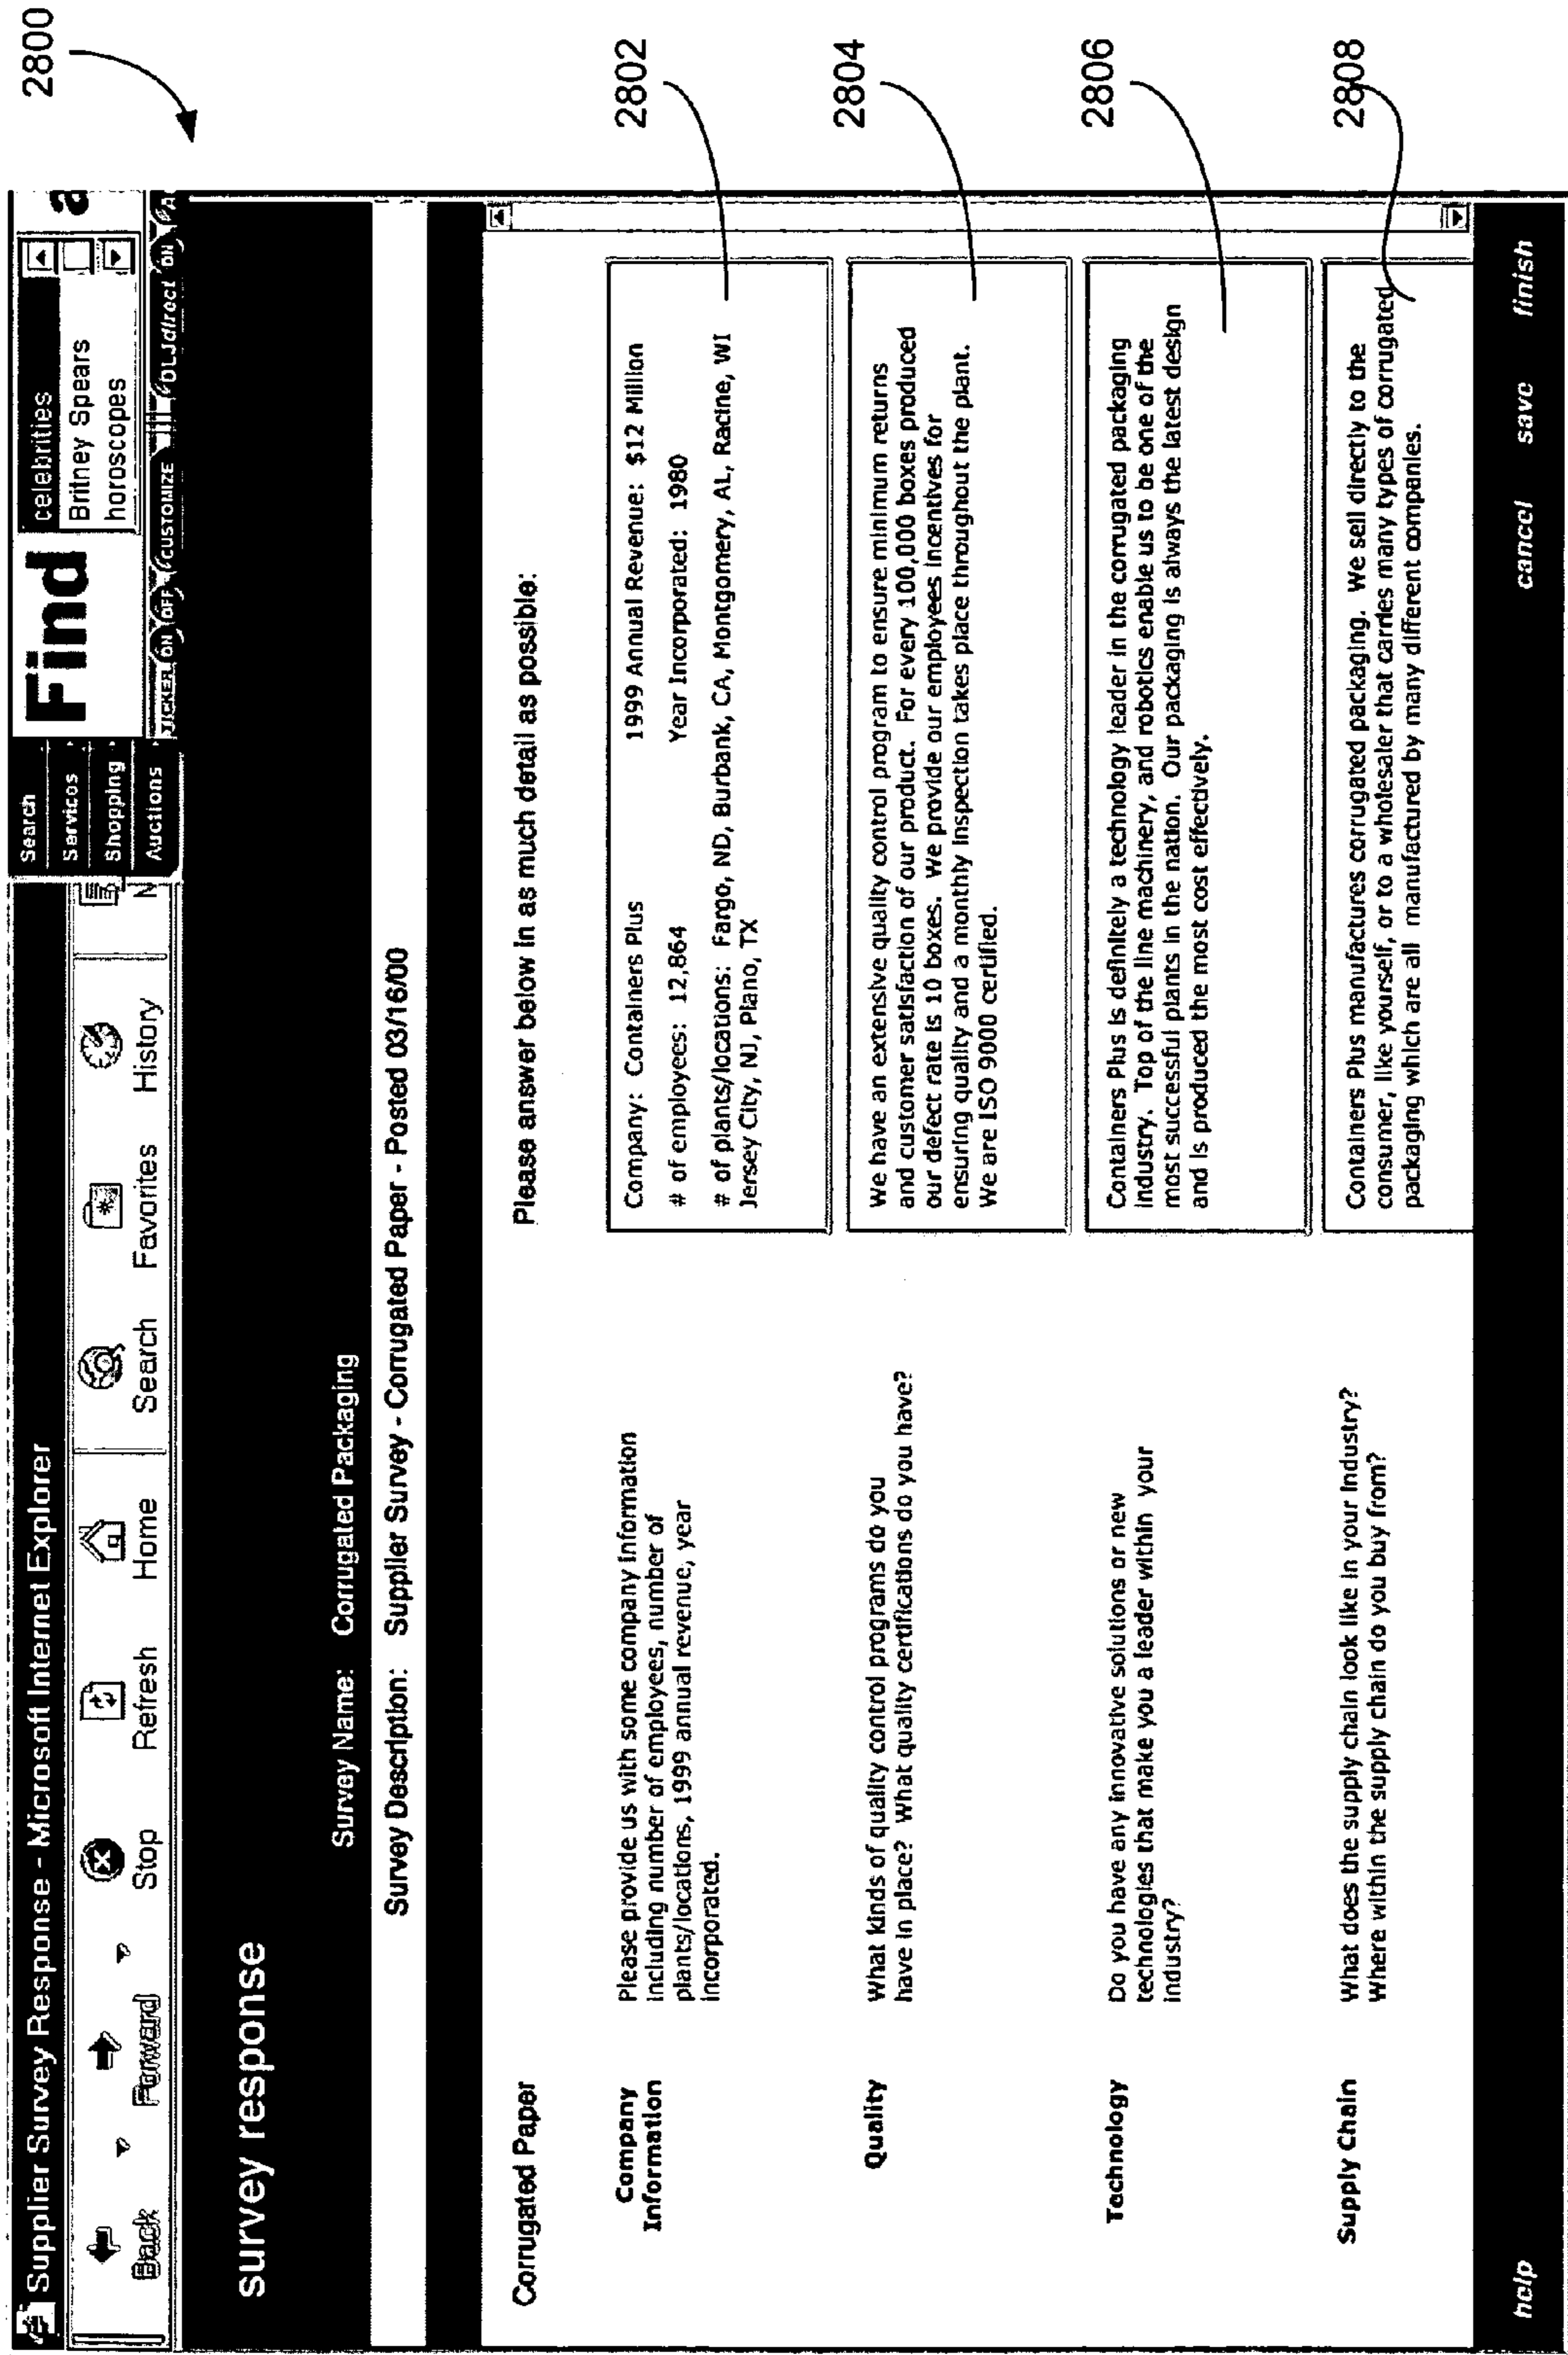 2800
Supplier Survey Response - Microsoft Internet Explorer
Back
Forward
Stop
Refresh
Home
Search
Favorites
History
N
Search
Services
Shopping
Auctions
Find
celebrities
Britney Spears
horoscopes
a
TICKER ON OFF CUSTOMIZE DLJdirect ON
survey response
Survey Name: Corrugated Packaging
Survey Description: Supplier Survey - Corrugated Paper - Posted 03/16/00
Corrugated Paper
Please answer below in as much detail as possible:
Company
Information
Please provide us with some company information
including number of employees, number of
plants/locations, 1999 annual revenue, year
incorporated.
Company: Containers Plus 1999 Annual Revenue: $12 Million
# of employees: 12,864 Year Incorporated: 1980
# of plants/locations: Fargo, ND, Burbank, CA, Montgomery, AL, Racine, WI
Jersey City, NJ, Plano, TX
2802
Quality
What kinds of quality control programs do you
have in place? What quality certifications do you have?
We have an extensive quality control program to ensure minimum returns
and customer satisfaction of our product. For every 100,000 boxes produced
our defect rate is 10 boxes. We provide our employees incentives for
ensuring quality and a monthly inspection takes place throughout the plant.
We are ISO 9000 certified.
2804
Technology
Do you have any innovative solutions or new
technologies that make you a leader within your
industry?
Containers Plus is definitely a technology leader in the corrugated packaging
industry. Top of the line machinery, and robotics enable us to be one of the
most successful plants in the nation. Our packaging is always the latest design
and is produced the most cost effectively.
2806
Supply Chain
What does the supply chain look like in your industry?
Where within the supply chain do you buy from?
Containers Plus manufactures corrugated packaging. We sell directly to the
consumer, like yourself, or to a wholesaler that carries many types of corrugated
packaging which are all manufactured by many different companies.
2808
help
cancel
save
finish